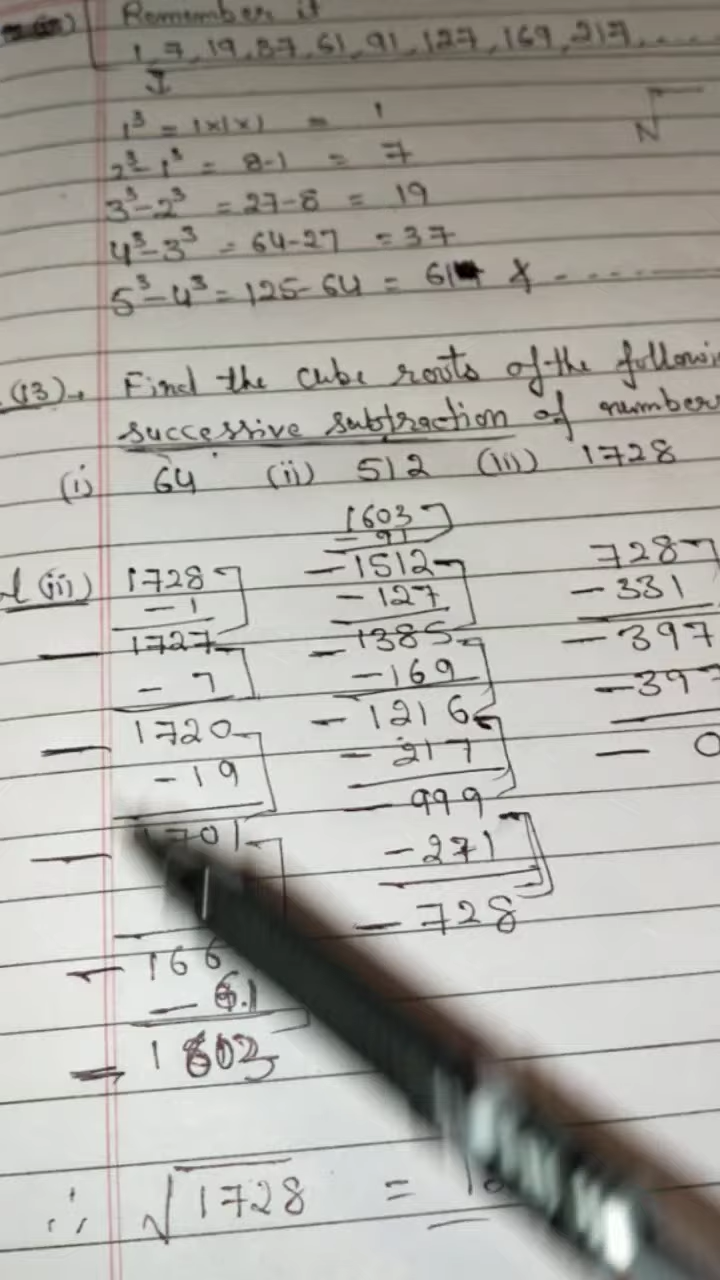 Remember it
1, 7, 19, 37, 61, 91, 127, 169, 217, .....
1³ = 1×1×1 = 1
2³-1³ = 8-1 = 7
3³-2³ = 27-8 = 19
4³-3³ = 64-27 = 37
5³-4³ = 125-64 = 61
(13). Find the cube roots of the
successive subtraction of numbers
(i) 64 (ii) 512 (iii) 1728
(iii)
1728
- 1
1727
- 7
1720
- 19
1701
166
- 61
1603
- 91
- 1512
- 127
- 1385
- 169
- 1216
- 217
- 999
- 271
- 728
728
- 331
- 397
- 0
∴ √1728 =